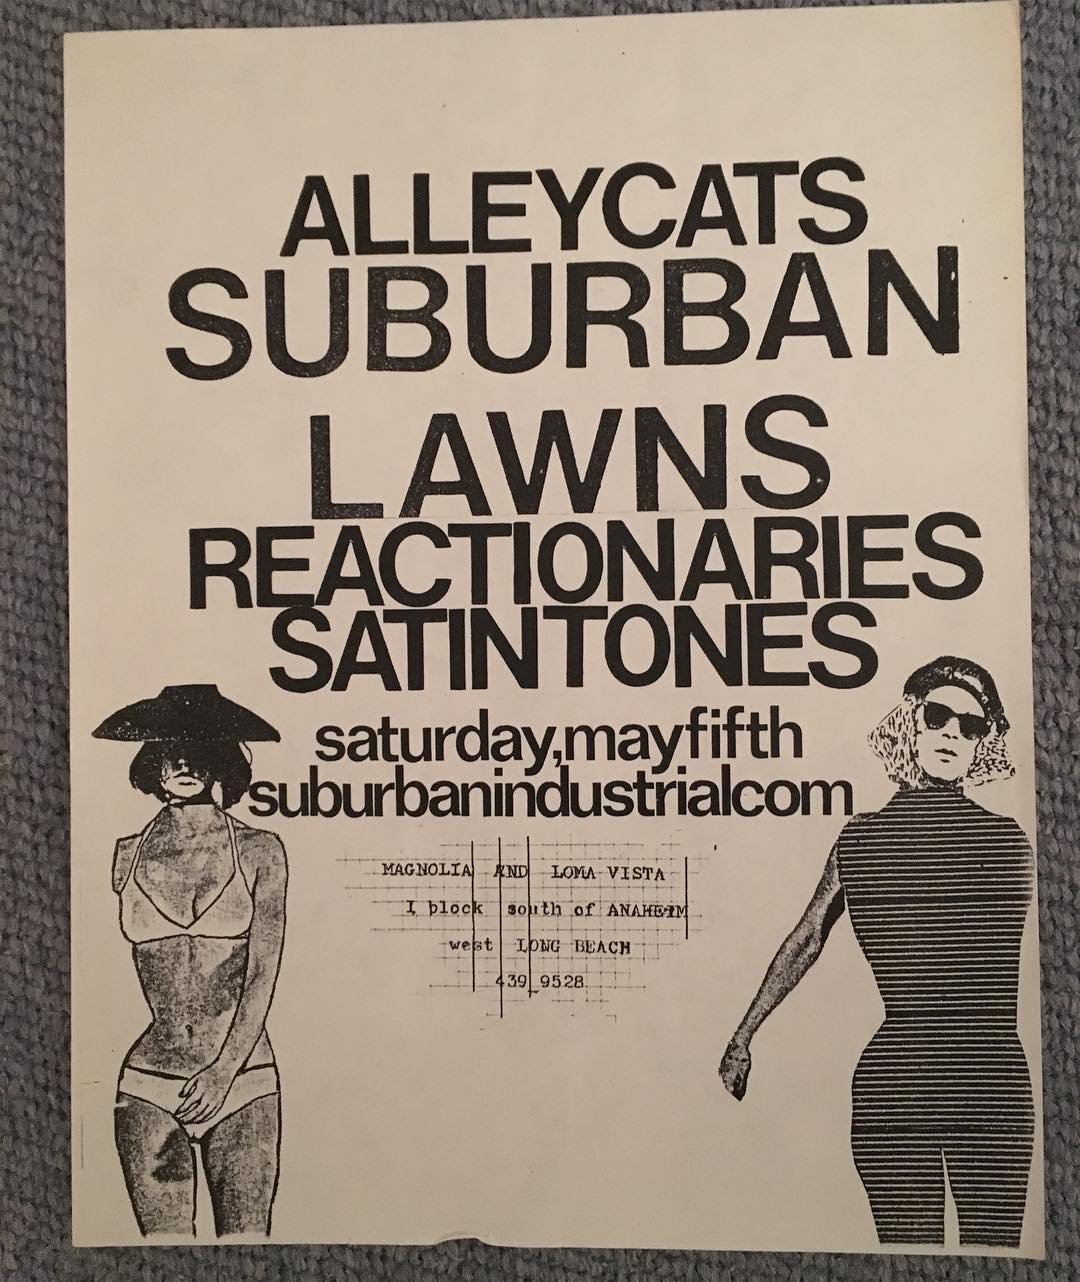 ALLEYCATS
SUBURBAN
LAWNS
REACTIONARIES
SATINTONES
saturday,mayfifth
suburbanindustrialcom
MAGNOLIA AND LOMA VISTA
I block south of ANAHEIM
west LONG BEACH
439 9528